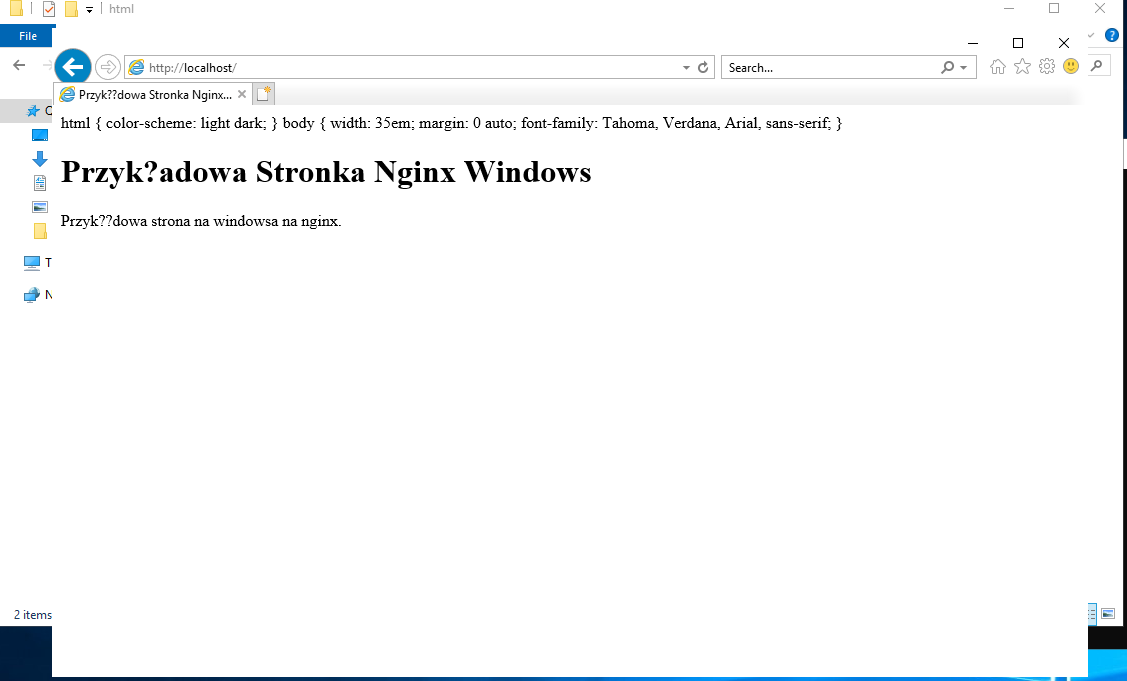 html
File
http://localhost/
Search...
Przyk??dowa Stronka Nginx...
html { color-scheme: light dark; } body { width: 35em; margin: 0 auto; font-family: Tahoma, Verdana, Arial, sans-serif; }
Przyk?adowa Stronka Nginx Windows
Przyk??dowa strona na windowsa na nginx.
T
N
2 items